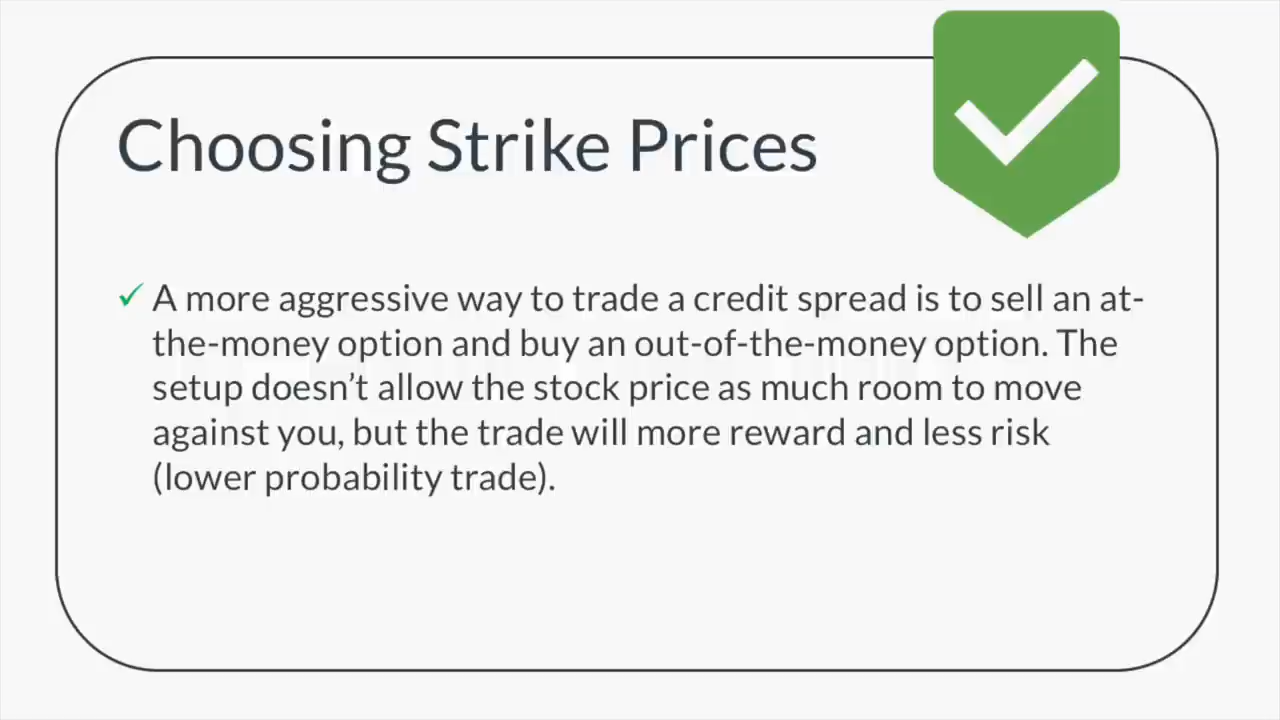 Choosing Strike Prices
✓ A more aggressive way to trade a credit spread is to sell an at-
the-money option and buy an out-of-the-money option. The
setup doesn’t allow the stock price as much room to move
against you, but the trade will more reward and less risk
(lower probability trade).